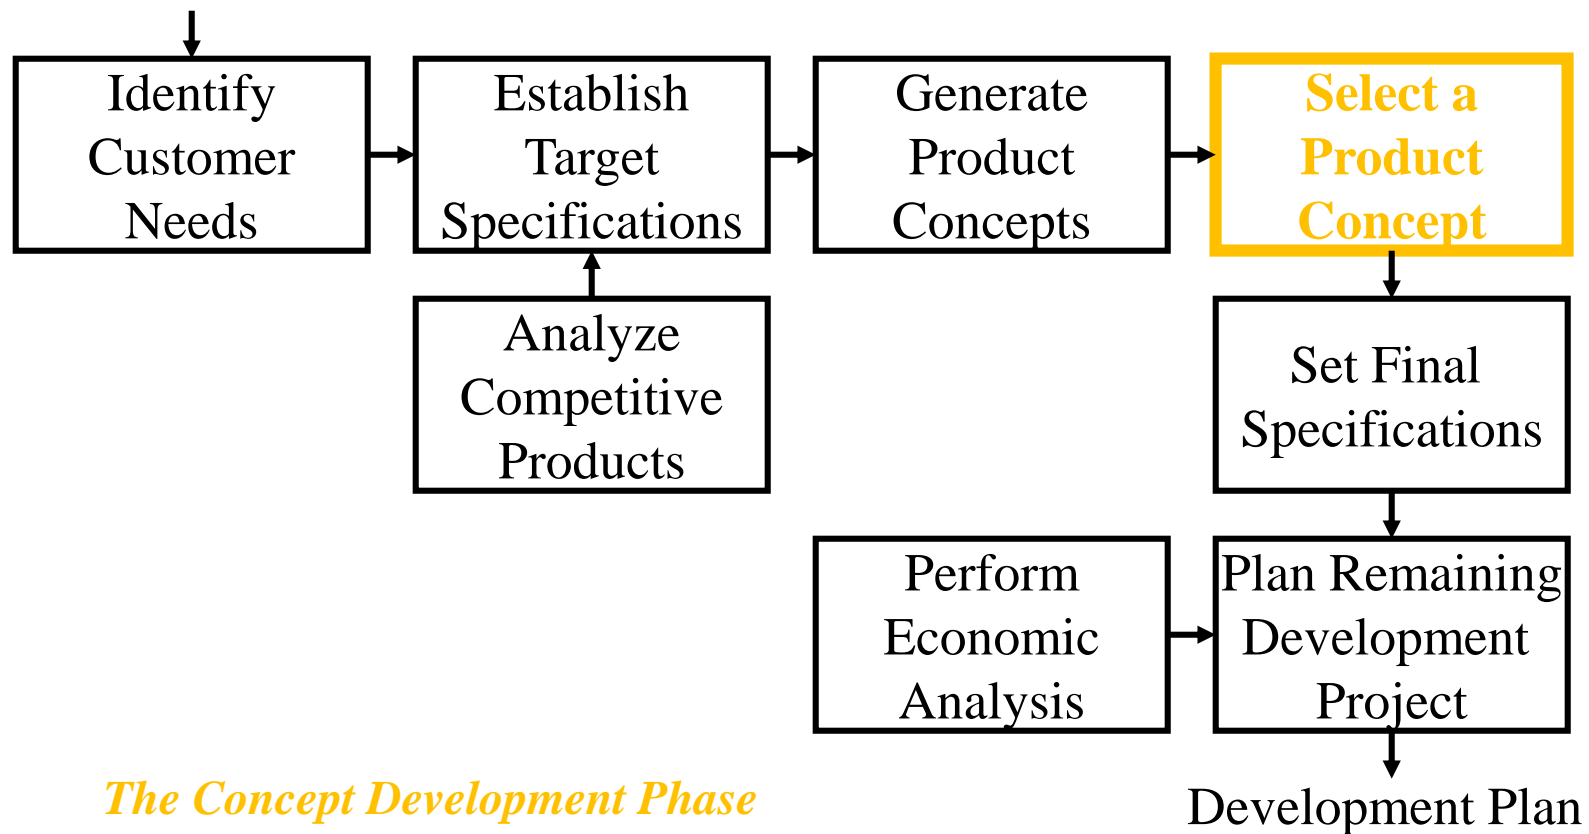 Identify
Customer
Needs
Establish
Target
Specifications
Generate
Product
Concepts
Select a
Product
Concept
Analyze
Competitive
Products
Set Final
Specifications
Perform
Economic
Analysis
Plan Remaining
Development
Project
The Concept Development Phase
Development Plan